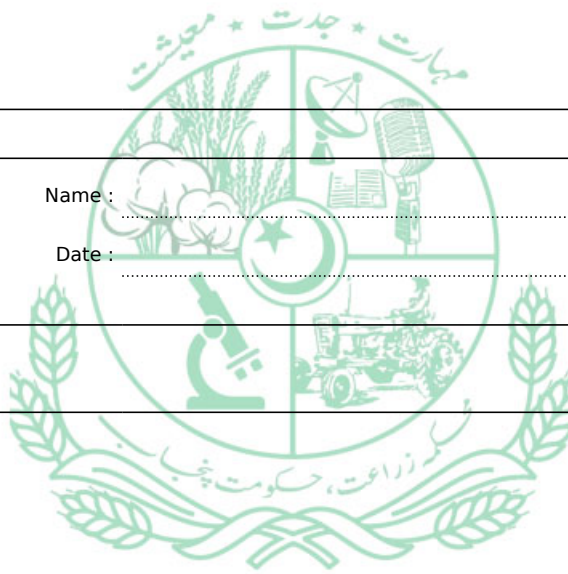 مہارت ٭ جدت ٭ معیشت
Name :
Date :
محکمہ زراعت، حکومت پنجاب